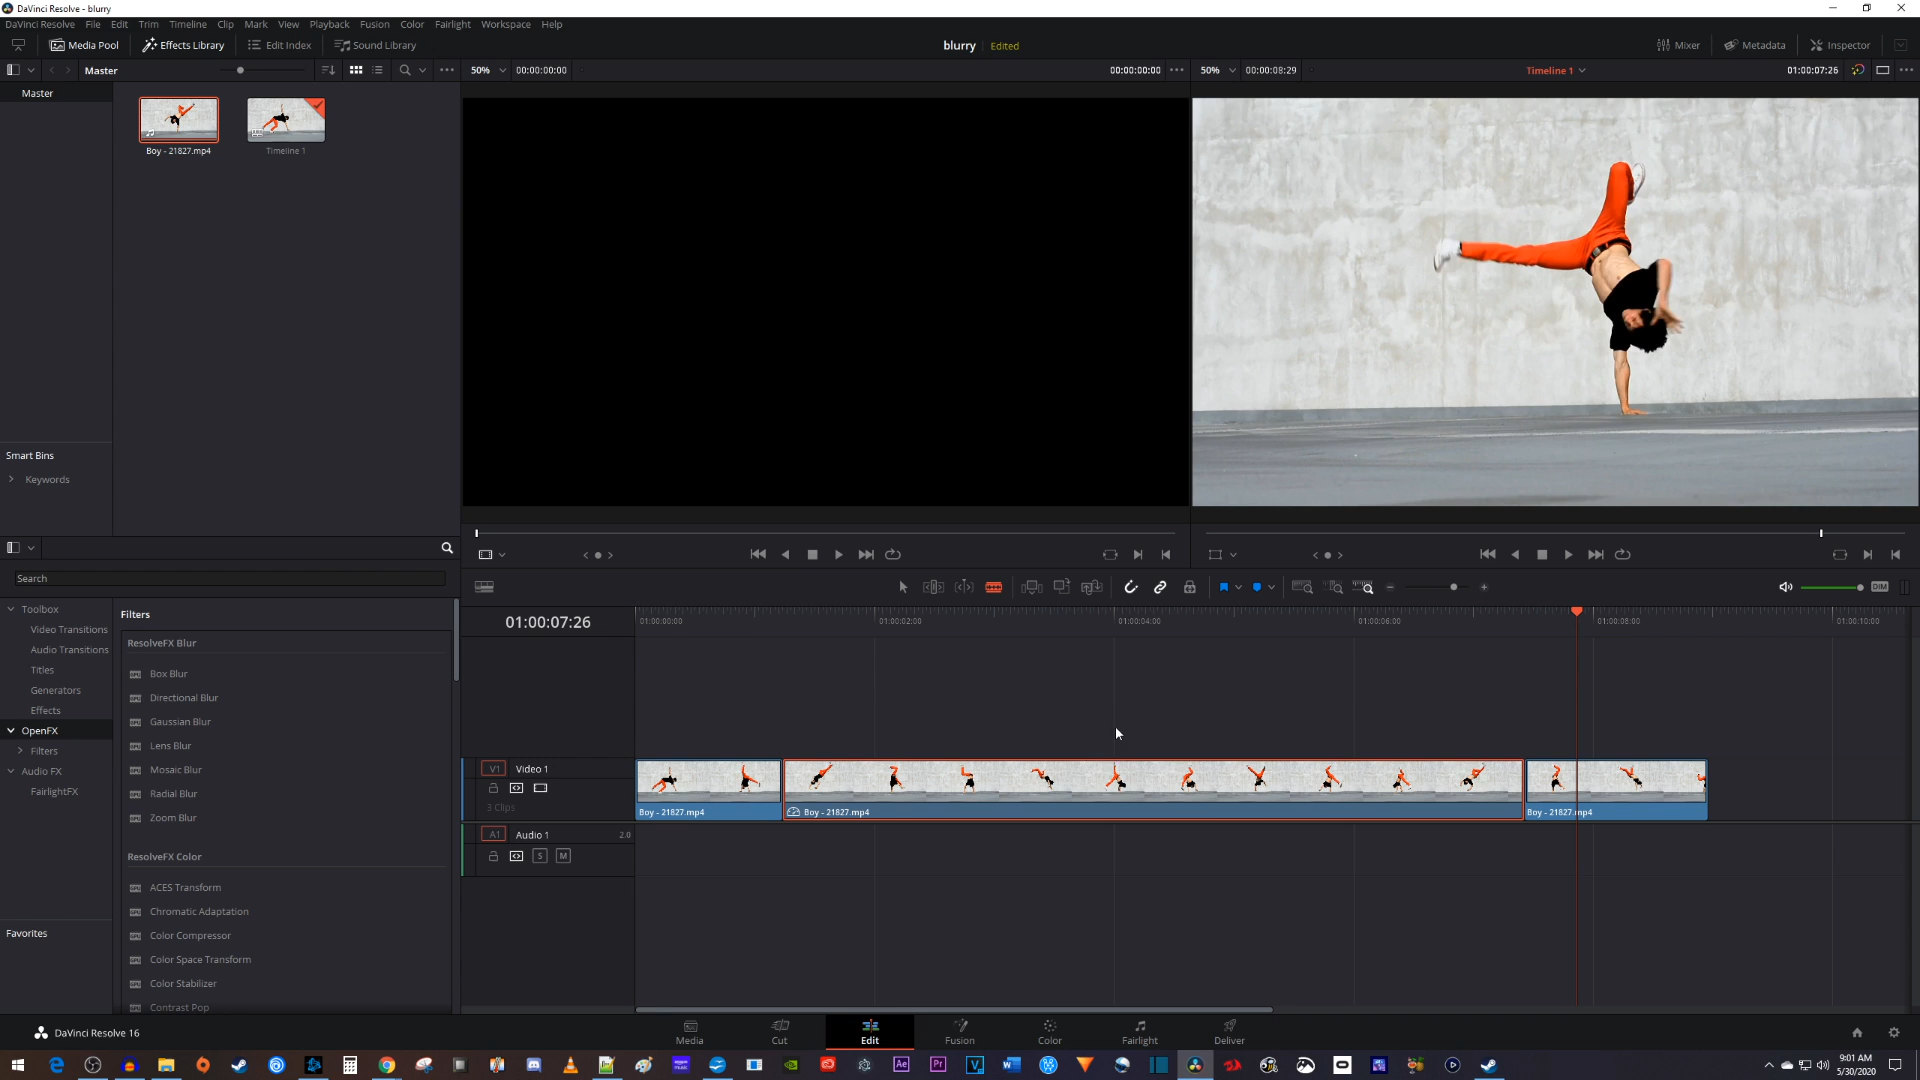 DaVinci Resolve - blurry
DaVinci Resolve File Edit Trim Timeline Clip Mark View Playback Fusion Color Fairlight Workspace Help
Media Pool Effects Library Edit Index Sound Library blurry Edited Mixer Metadata Inspector
Master 50% 00:00:00:00 00:00:00:00 50% 00:00:08:29 Timeline 1 01:00:07:26
Master
Boy - 21827.mp4 Timeline 1
Smart Bins
Keywords
Search
Toolbox
Video Transitions
Audio Transitions
Titles
Generators
Effects
OpenFX
Filters
Audio FX
FairlightFX
Favorites
Filters
ResolveFX Blur
Box Blur
Directional Blur
Gaussian Blur
Lens Blur
Mosaic Blur
Radial Blur
Zoom Blur
ResolveFX Color
ACES Transform
Chromatic Adaptation
Color Compressor
Color Space Transform
Color Stabilizer
Contrast Pop
DIM
01:00:07:26 01:00:00:00 01:00:02:00 01:00:04:00 01:00:06:00 01:00:08:00 01:00:10:00
V1 Video 1
3 Clips
Boy - 21827.mp4 Boy - 21827.mp4 Boy - 21827.mp4
A1 Audio 1 2.0
S M
DaVinci Resolve 16 Media Cut Edit Fusion Color Fairlight Deliver
Ae Pr
9:01 AM
5/30/2020